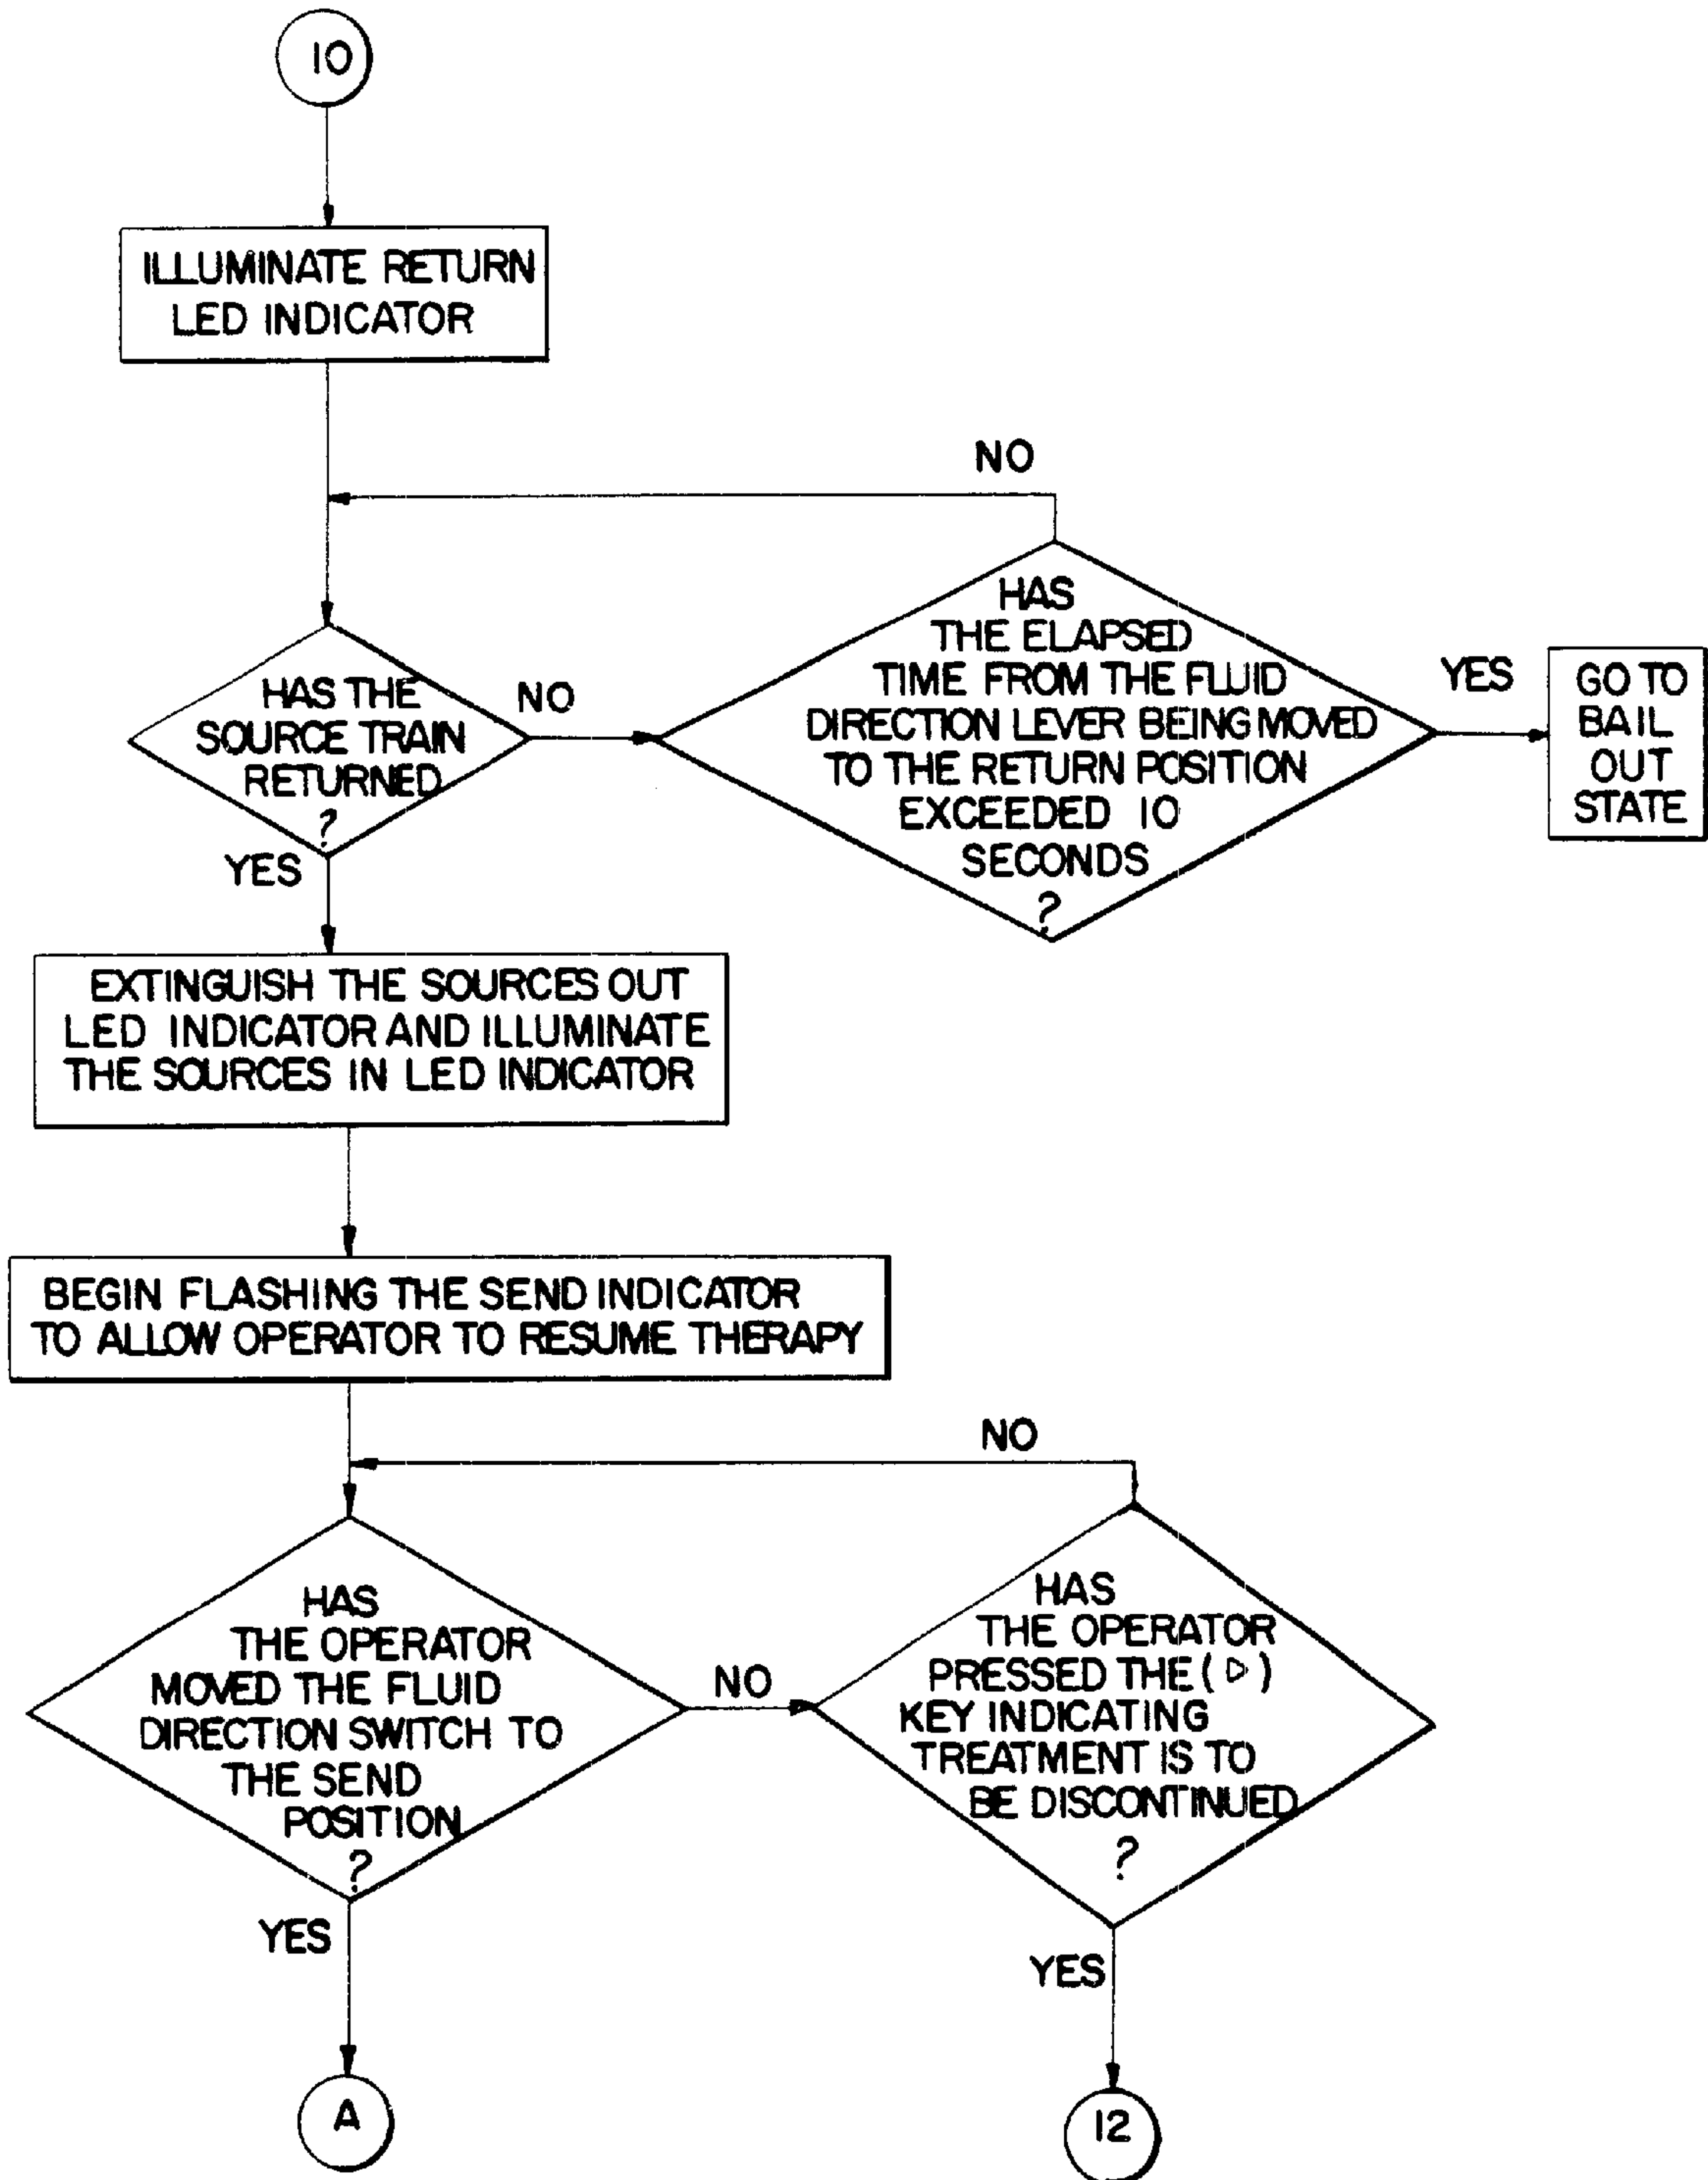 10
ILLUMINATE RETURN
LED INDICATOR
NO
HAS THE
SOURCE TRAIN
RETURNED
?
NO
YES
HAS
THE ELAPSED
TIME FROM THE FLUID
DIRECTION LEVER BEING MOVED
TO THE RETURN POSITION
EXCEEDED 10
SECONDS
?
YES
GO TO
BAIL
OUT
STATE
EXTINGUISH THE SOURCES OUT
LED INDICATOR AND ILLUMINATE
THE SOURCES IN LED INDICATOR
BEGIN FLASHING THE SEND INDICATOR
TO ALLOW OPERATOR TO RESUME THERAPY
NO
HAS
THE OPERATOR
MOVED THE FLUID
DIRECTION SWITCH TO
THE SEND
POSITION
?
NO
YES
HAS
THE OPERATOR
PRESSED THE (▷)
KEY INDICATING
TREATMENT IS TO
BE DISCONTINUED
?
YES
A
12